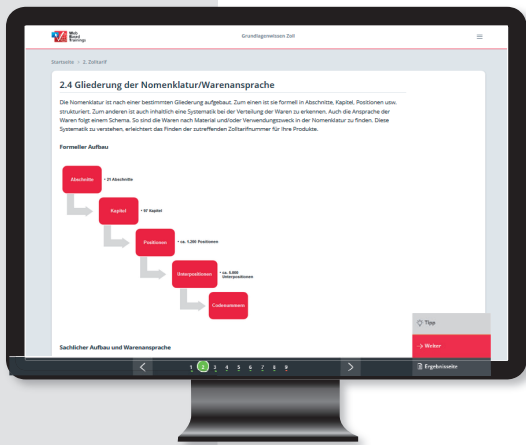 Web
Based
Trainings
Grundlagenwissen Zoll
Startseite > 2. Zolltarif
2.4 Gliederung der Nomenklatur/Warenansprache
Die Nomenklatur ist nach einer bestimmten Gliederung aufgebaut. Zum einen ist sie formell in Abschnitte, Kapitel, Positionen usw.
strukturiert. Zum anderen ist auch inhaltlich eine Systematik bei der Verteilung der Waren zu erkennen. Auch die Ansprache der
Waren folgt einem Schema. So sind die Waren nach Material und/oder Verwendungszweck in der Nomenklatur zu finden. Diese
Systematik zu verstehen, erleichtert das Finden der zutreffenden Zolltarifnummer für Ihre Produkte.
Formeller Aufbau
Abschnitte • 21 Abschnitte
Kapitel • 97 Kapitel
Positionen • ca. 1.200 Positionen
Unterpositionen • ca. 5.000
Unterpositionen
Codenummern
Tipp
Sachlicher Aufbau und Warenansprache
→ Weiter
< 1 2 3 4 5 6 7 8 9 >
Ergebnisseite